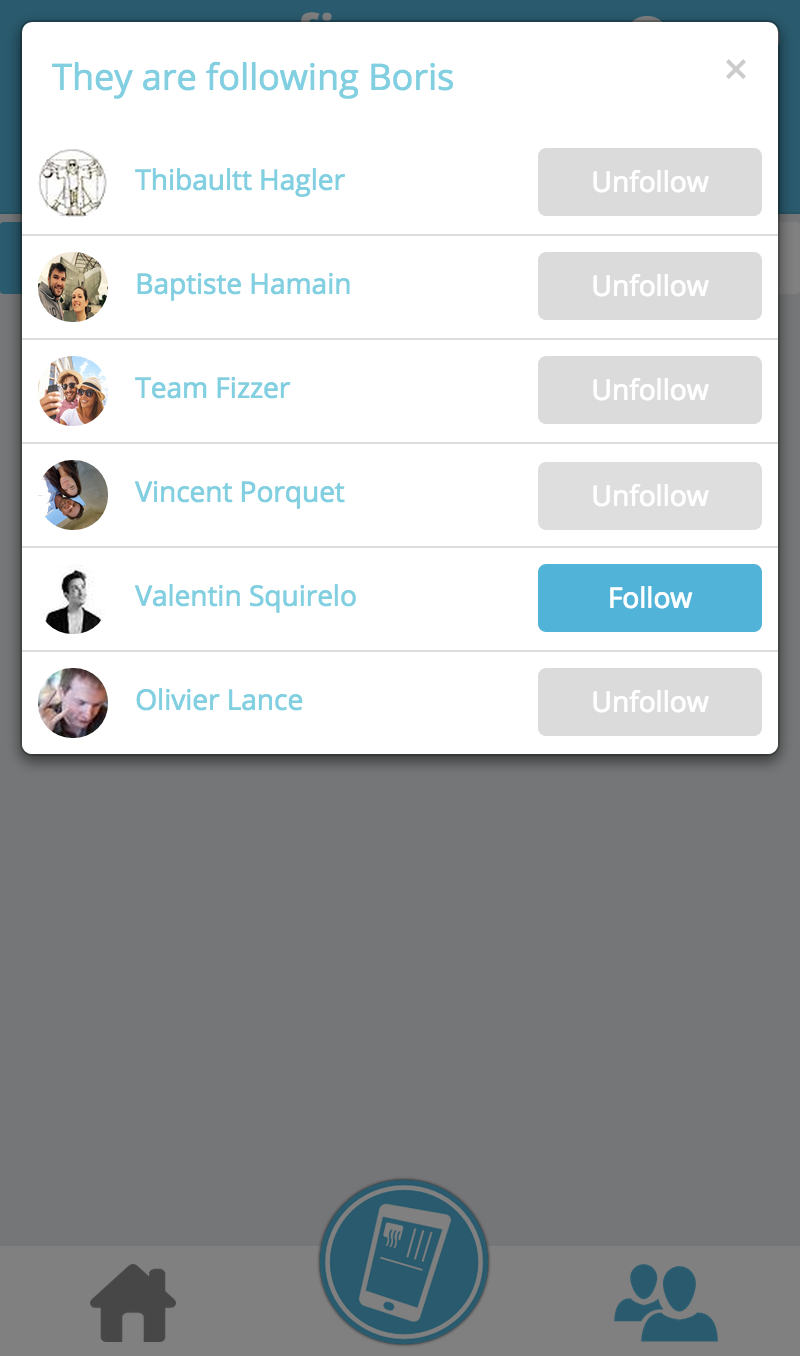 They are following Boris
×
Thibaultt Hagler
Unfollow
Baptiste Hamain
Unfollow
Team Fizzer
Unfollow
Vincent Porquet
Unfollow
Valentin Squirelo
Follow
Olivier Lance
Unfollow